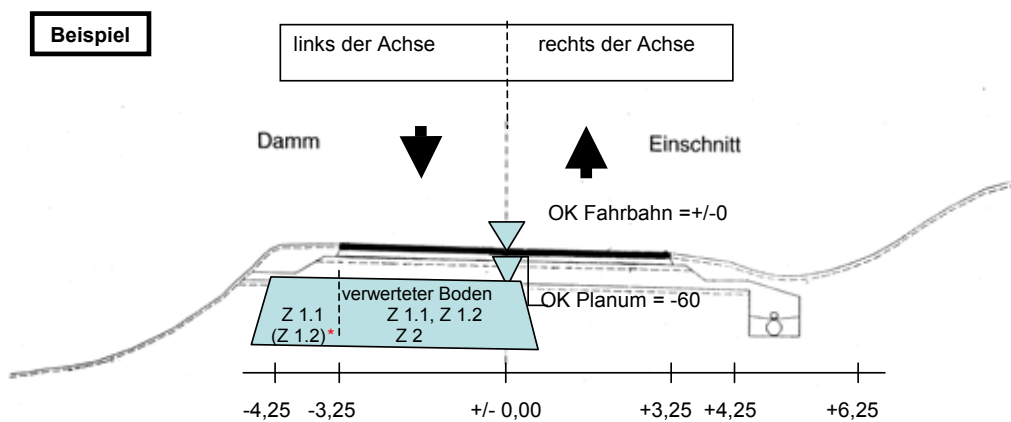 Beispiel
links der Achse
rechts der Achse
Damm
Einschnitt
OK Fahrbahn =+/-0
OK Planum = -60
verwerteter Boden
Z 1.1
Z 1.1, Z 1.2
(Z 1.2)*
Z 2
-4,25
-3,25
+/- 0,00
+3,25
+4,25
+6,25